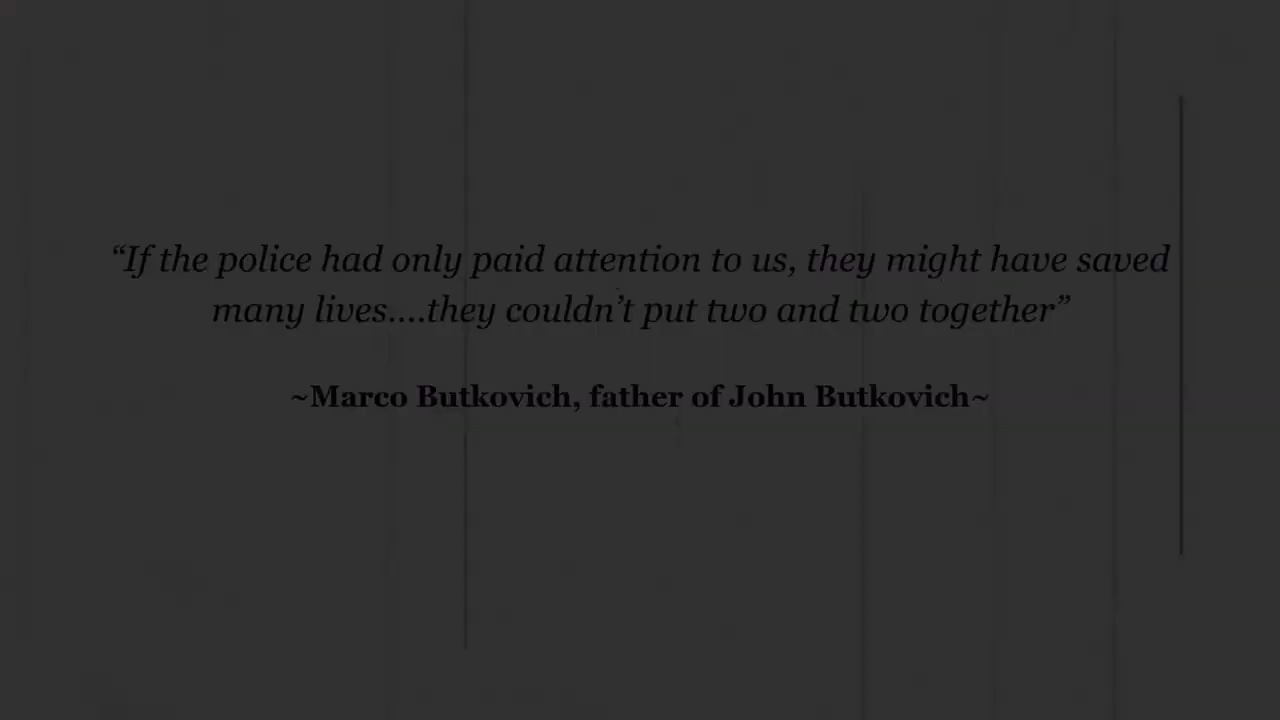 “If the police had only paid attention to us, they might have saved
many lives....they couldn’t put two and two together”
~Marco Butkovich, father of John Butkovich~